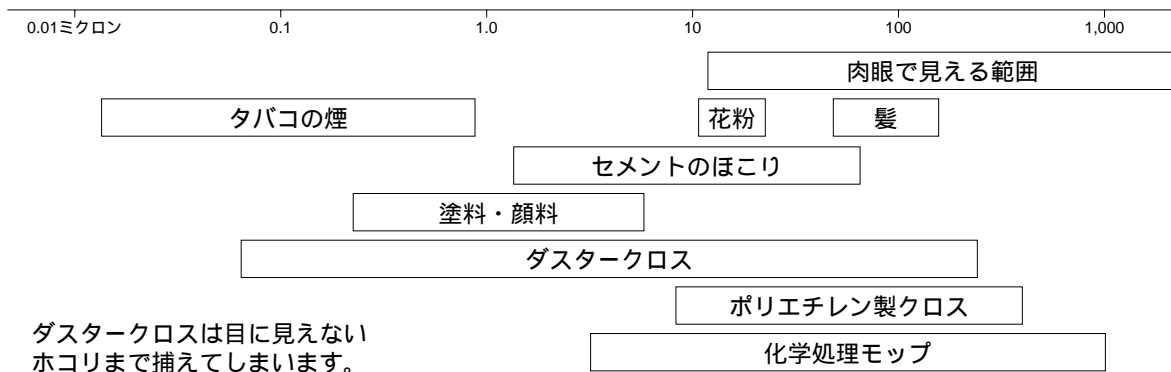 0.01ミクロン 0.1 1.0 10 100 1,000
肉眼で見える範囲
タバコの煙 花粉 髪
セメントのほこり
塗料・顔料
ダスタークロス
ポリエチレン製クロス
化学処理モップ
ダスタークロスは目に見えない
ホコリまで捕えてしまいます。